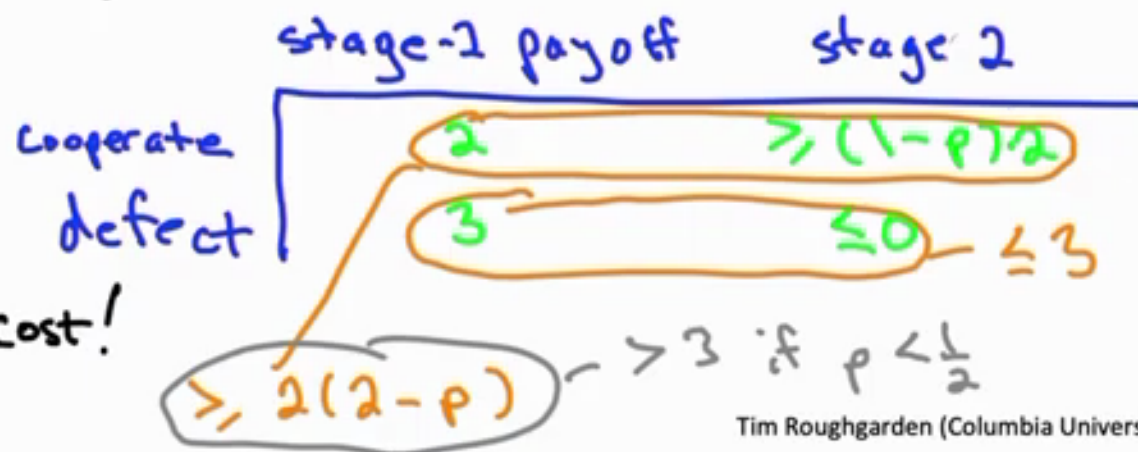 stage-1 payoff stage 2
cooperate 2 ≥ (1-p)·2
defect 3 ≤0 ≤ 3
cost!
≥ 2(2-p) > 3 if p < 1/2
Tim Roughgarden (Columbia Univers